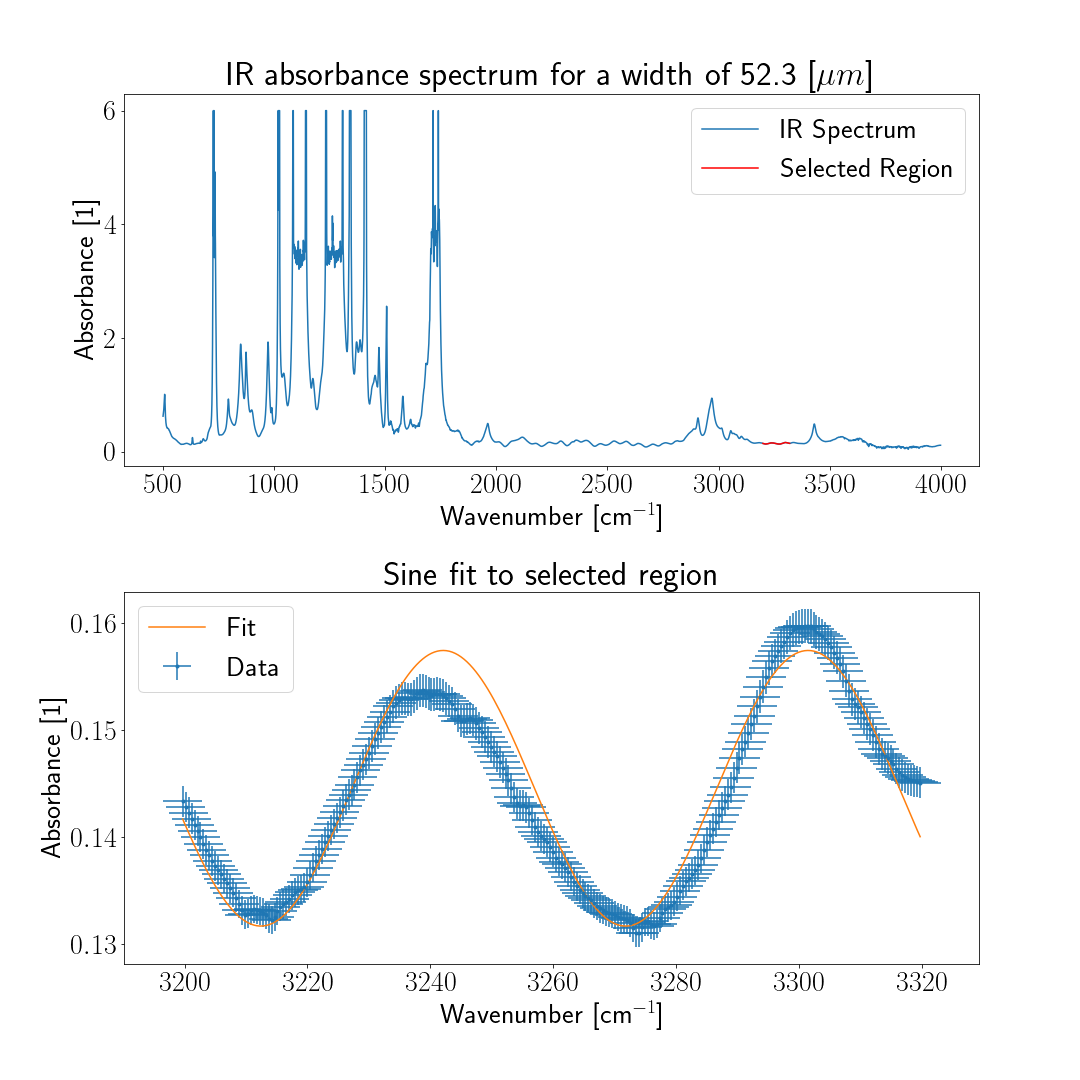 IR absorbance spectrum for a width of 52.3 [μm]
6
4
2
0
Absorbance [1]
IR Spectrum
Selected Region
500 1000 1500 2000 2500 3000 3500 4000
Wavenumber [cm⁻¹]
Sine fit to selected region
0.16
0.15
0.14
0.13
Absorbance [1]
Fit
Data
3200 3220 3240 3260 3280 3300 3320
Wavenumber [cm⁻¹]